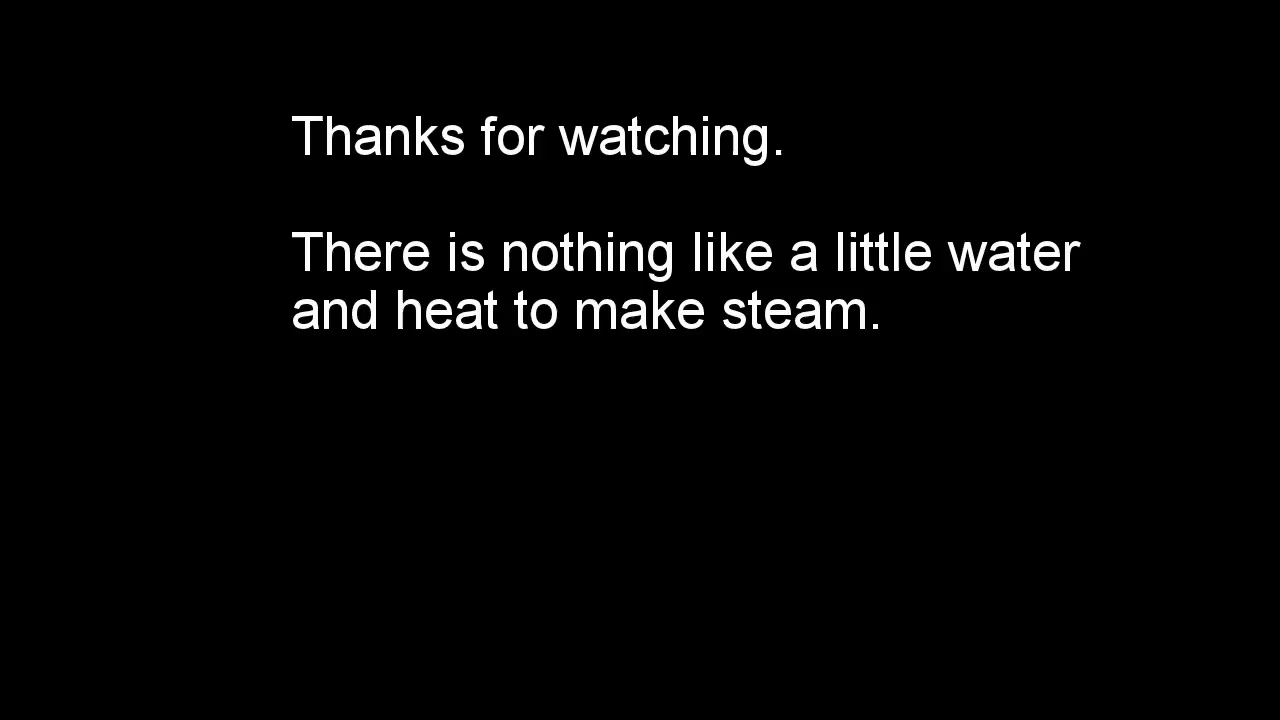 Thanks for watching.
There is nothing like a little water
and heat to make steam.